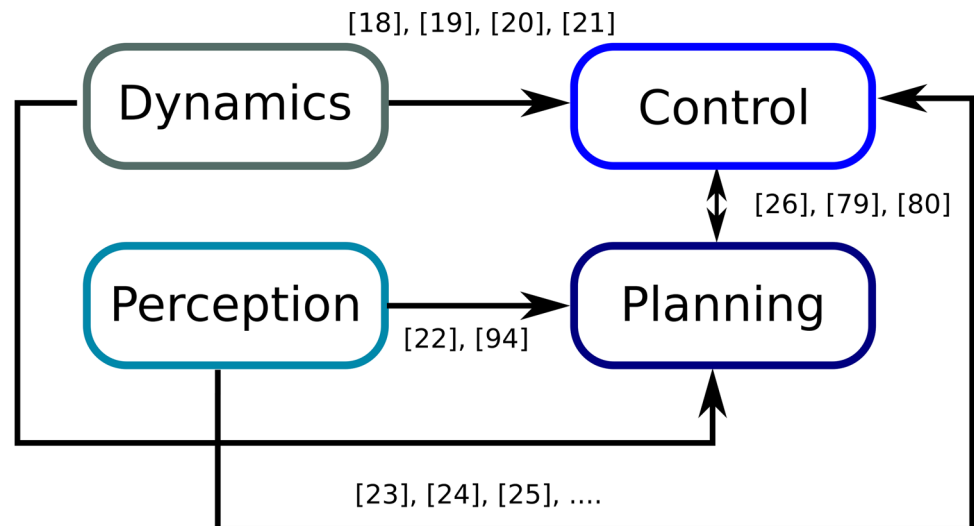 [18], [19], [20], [21]
Dynamics
Control
[26], [79], [80]
Perception
Planning
[22], [94]
[23], [24], [25], ....